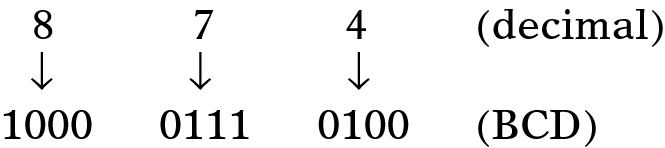 8 7 4 (decimal)
↓ ↓ ↓
1000 0111 0100 (BCD)